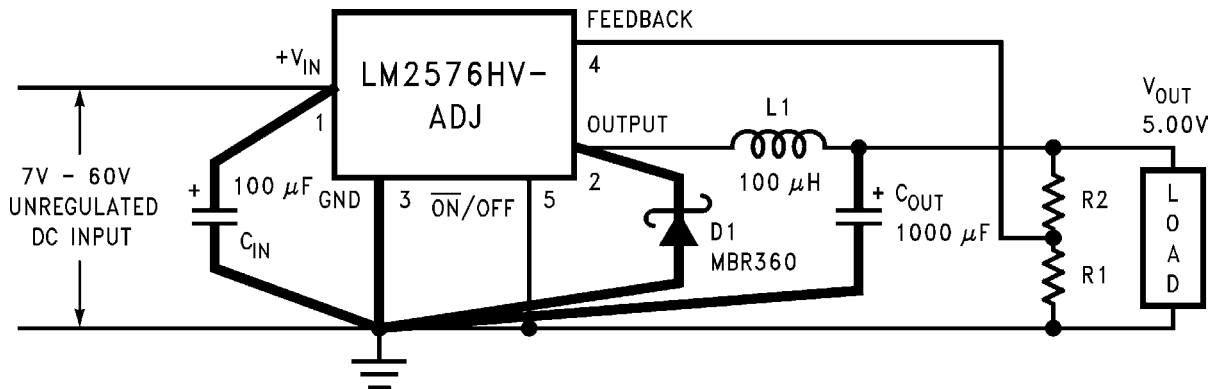 FEEDBACK
+V_IN
LM2576HV-
ADJ
4
1
OUTPUT
L1
V_OUT
5.00V
7V - 60V
UNREGULATED
DC INPUT
+
100 μF
C_IN
GND
3
ON/OFF
5
2
100 μH
+
C_OUT
1000 μF
D1
MBR360
R2
R1
LOAD